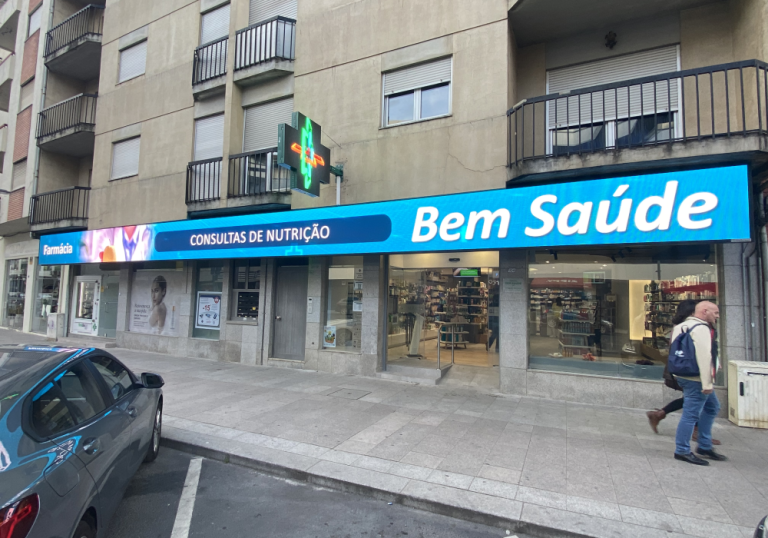 Farmácia
CONSULTAS DE NUTRIÇÃO
Bem Saúde